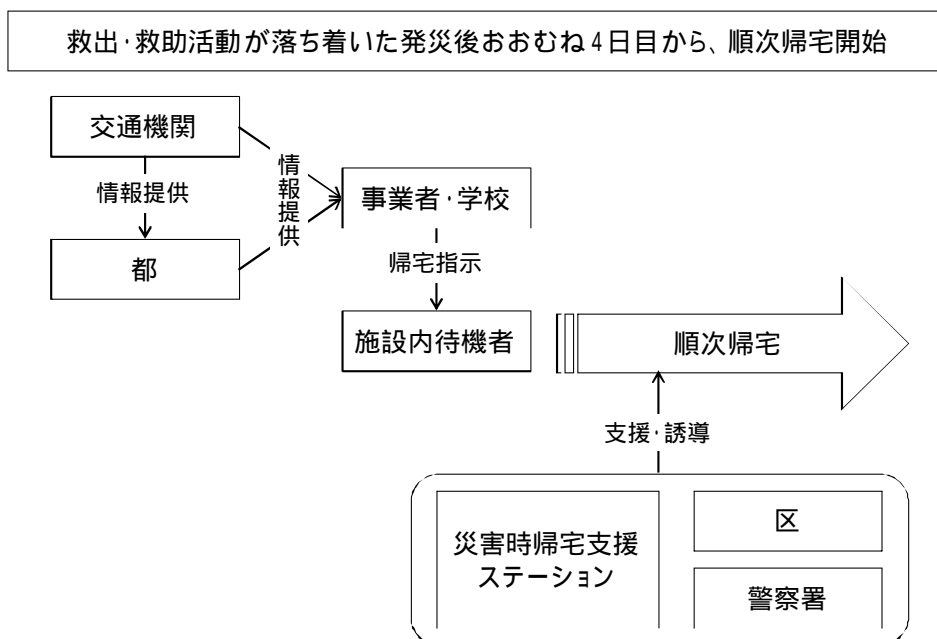 救出・救助活動が落ち着いた発災後おおむね4日目から、順次帰宅開始
交通機関
情報提供
都
情報提供
事業者・学校
帰宅指示
施設内待機者
順次帰宅
支援・誘導
災害時帰宅支援
ステーション
区
警察署